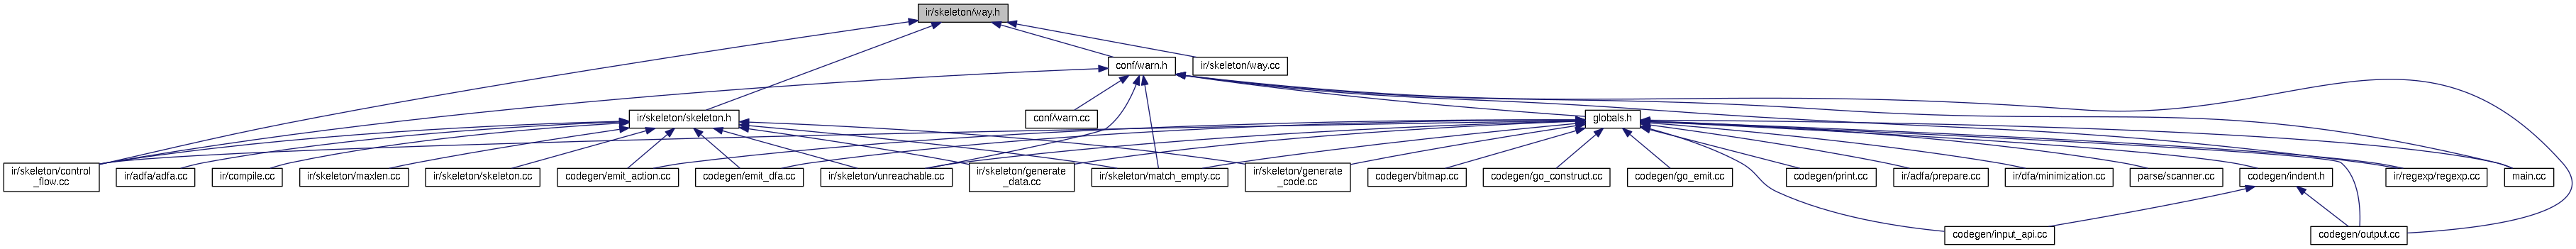 ir/skeleton/way.h
conf/warn.h
ir/skeleton/way.cc
ir/skeleton/skeleton.h
conf/warn.cc
globals.h
ir/skeleton/control
_flow.cc
ir/adfa/adfa.cc
ir/compile.cc
ir/skeleton/maxlen.cc
ir/skeleton/skeleton.cc
codegen/emit_action.cc
codegen/emit_dfa.cc
ir/skeleton/unreachable.cc
ir/skeleton/generate
_data.cc
ir/skeleton/match_empty.cc
ir/skeleton/generate
_code.cc
codegen/bitmap.cc
codegen/go_construct.cc
codegen/go_emit.cc
codegen/print.cc
ir/adfa/prepare.cc
ir/dfa/minimization.cc
parse/scanner.cc
codegen/indent.h
ir/regexp/regexp.cc
main.cc
codegen/input_api.cc
codegen/output.cc